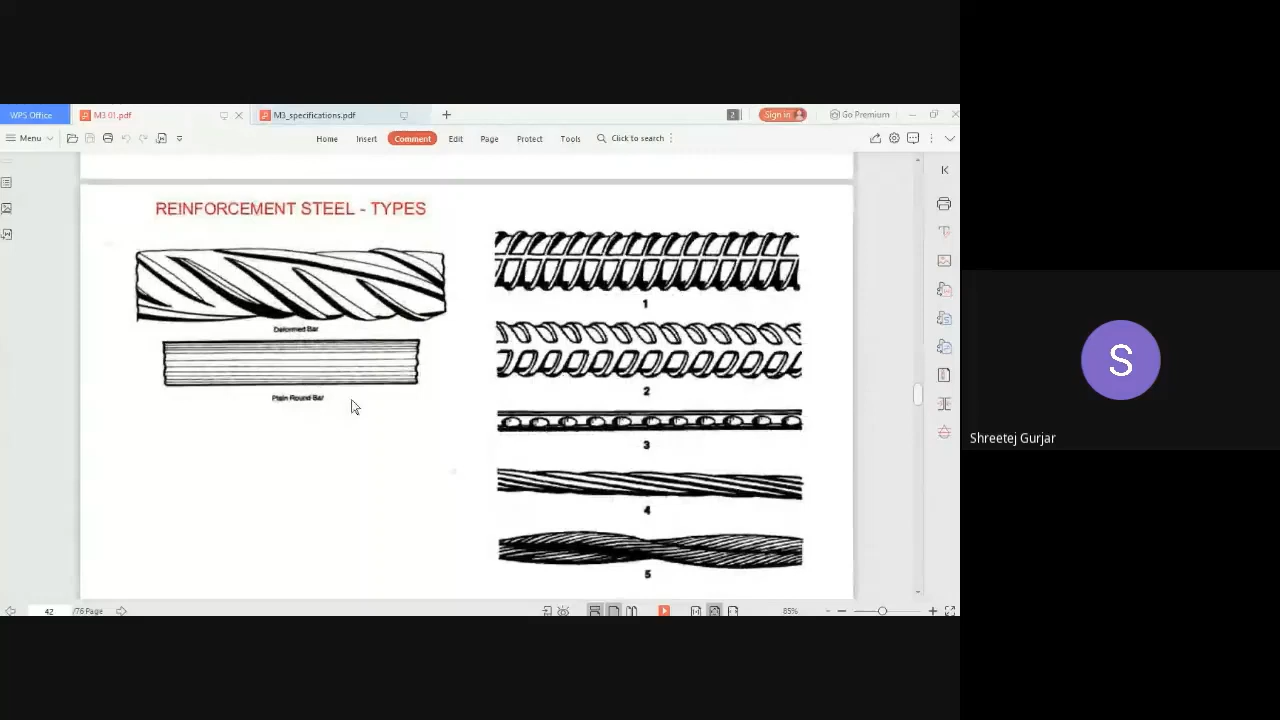 WPS Office
M3 01.pdf
M3_specifications.pdf
2
Sign in
Go Premium
Menu
Home
Insert
Comment
Edit
Page
Protect
Tools
Click to search
REINFORCEMENT STEEL - TYPES
Deformed Bar
Plain Round Bar
1
2
3
4
5
S
Shreetej Gurjar
42
/76 Page
85%